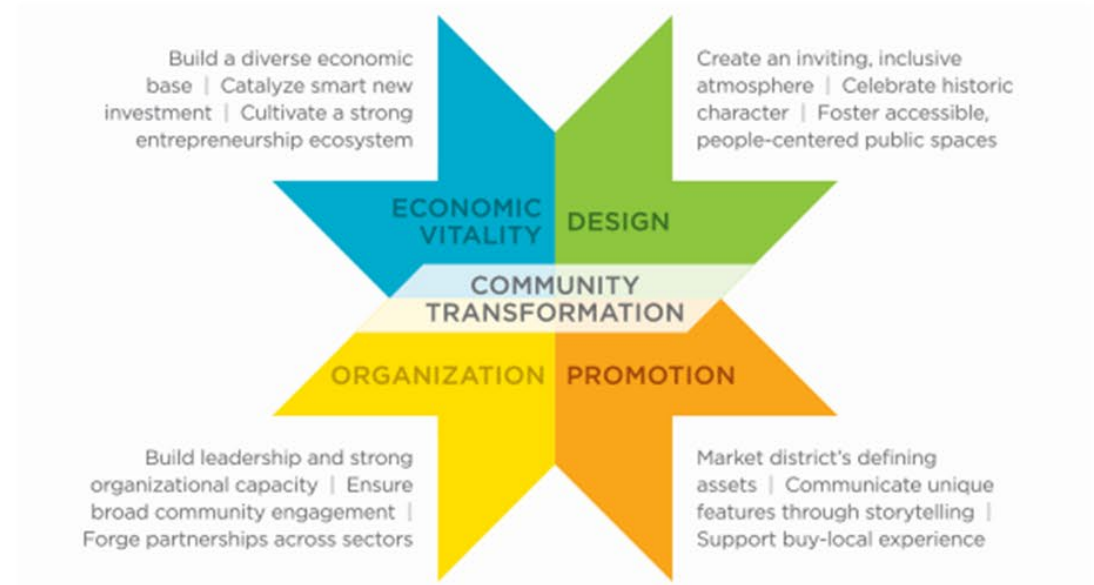 Build a diverse economic
base | Catalyze smart new
investment | Cultivate a strong
entrepreneurship ecosystem
Create an inviting, inclusive
atmosphere | Celebrate historic
character | Foster accessible,
people-centered public spaces
ECONOMIC
VITALITY
DESIGN
COMMUNITY
TRANSFORMATION
ORGANIZATION
PROMOTION
Build leadership and strong
organizational capacity | Ensure
broad community engagement |
Forge partnerships across sectors
Market district's defining
assets | Communicate unique
features through storytelling |
Support buy-local experience